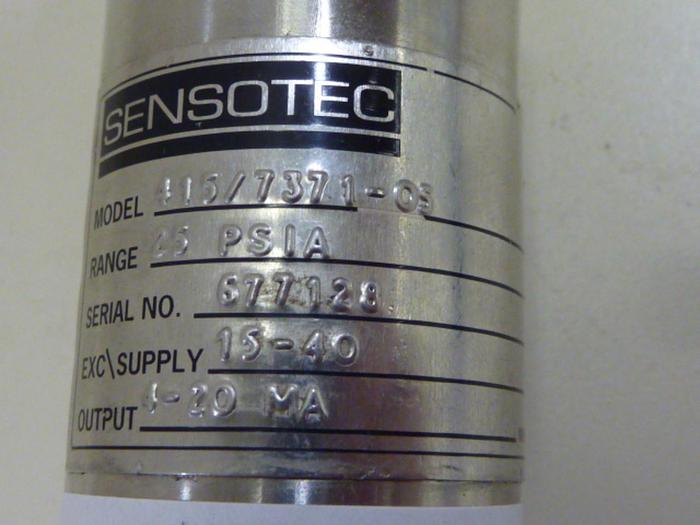 SENSOTEC
MODEL 415/7371-03
RANGE 25 PSIA
SERIAL NO. 677128
EXC\SUPPLY 15-40
OUTPUT 4-20 MA